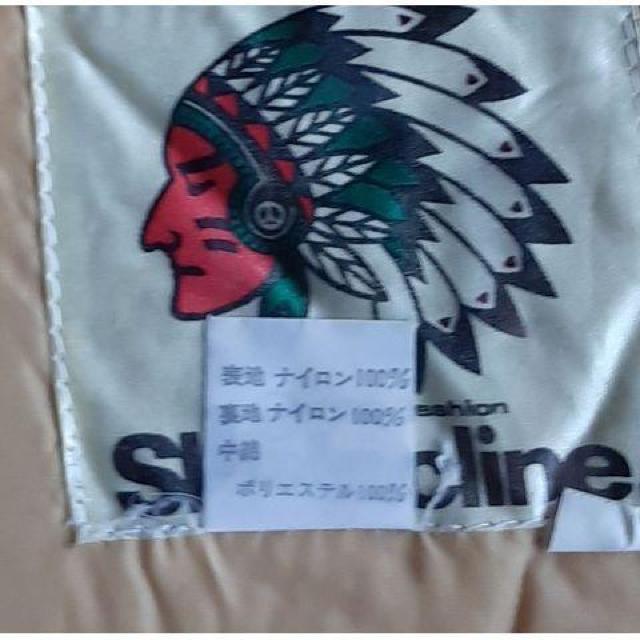 表地 ナイロン100%
裏地 ナイロン100%
中綿
ポリエステル100%